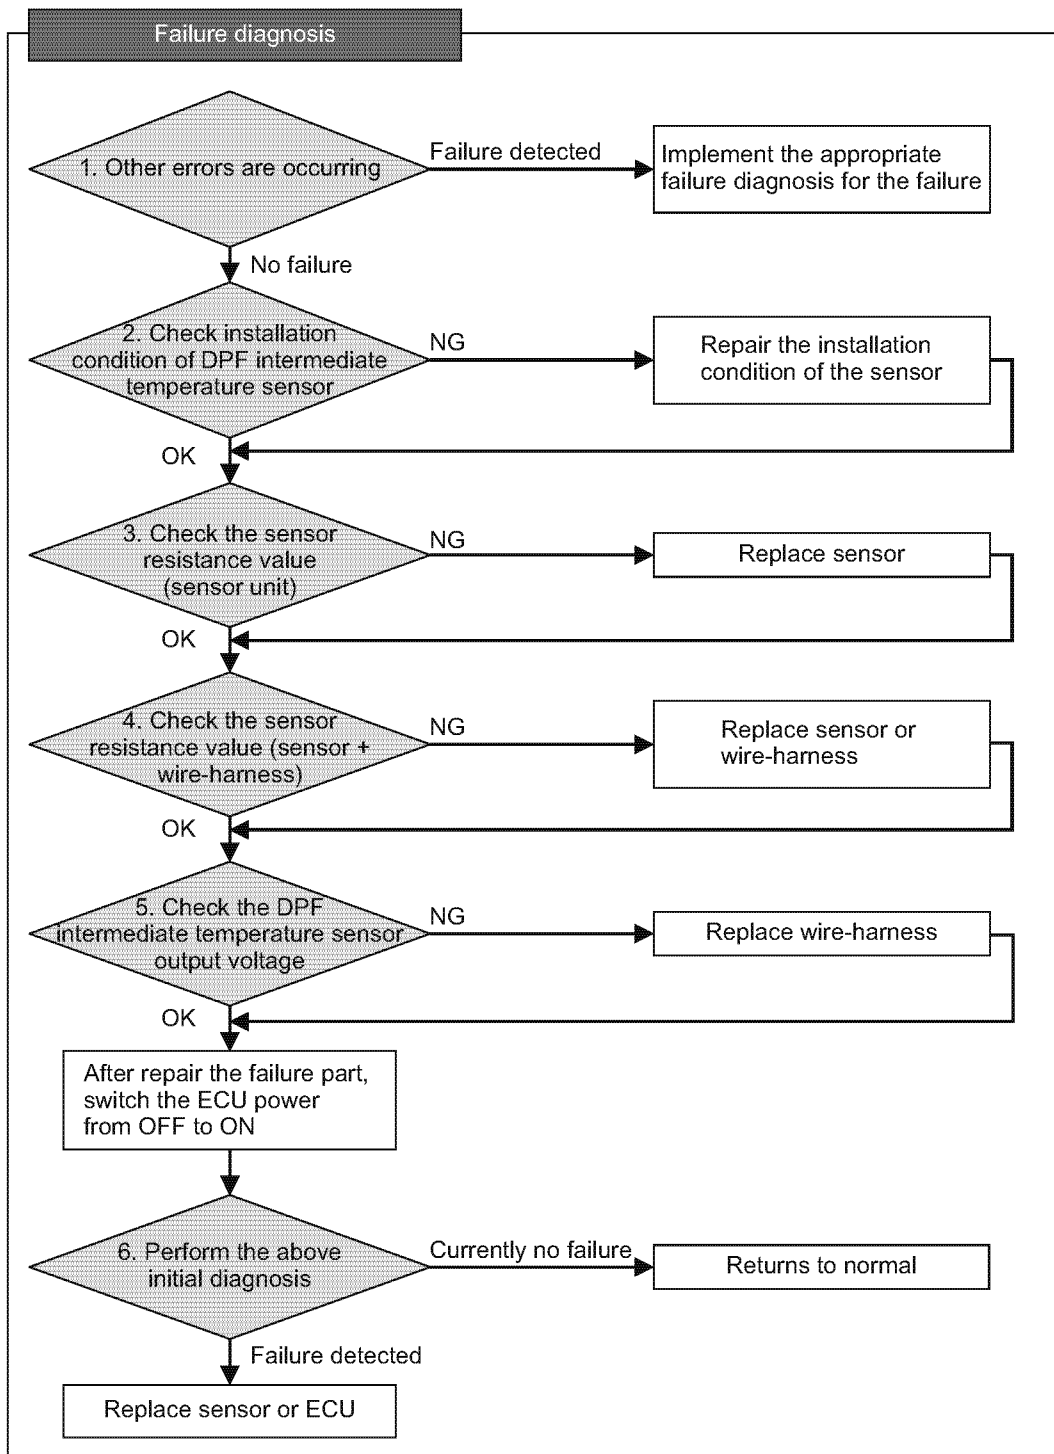 Failure diagnosis
1. Other errors are occurring
Failure detected
Implement the appropriate
failure diagnosis for the failure
No failure
2. Check installation
condition of DPF intermediate
temperature sensor
NG
Repair the installation
condition of the sensor
OK
3. Check the sensor
resistance value
(sensor unit)
NG
Replace sensor
OK
4. Check the sensor
resistance value (sensor +
wire-harness)
NG
Replace sensor or
wire-harness
OK
5. Check the DPF
intermediate temperature sensor
output voltage
NG
Replace wire-harness
OK
After repair the failure part,
switch the ECU power
from OFF to ON
6. Perform the above
initial diagnosis
Currently no failure
Returns to normal
Failure detected
Replace sensor or ECU